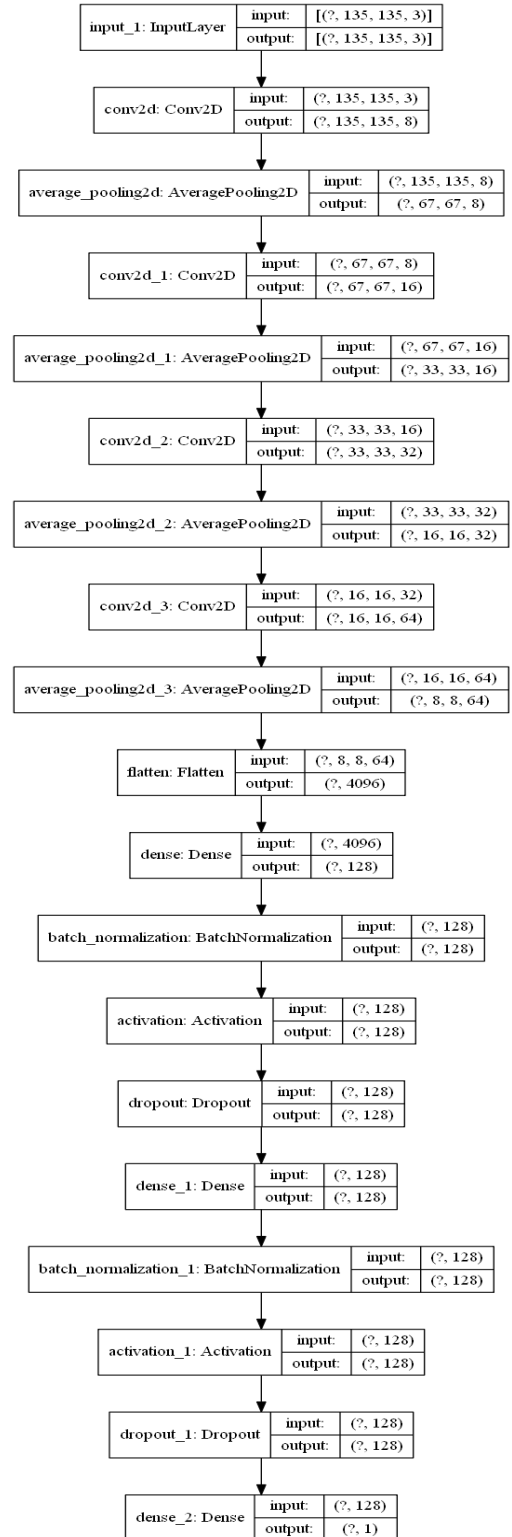 input_1: InputLayer input: [(?, 135, 135, 3)]
output: [(?, 135, 135, 3)]
conv2d: Conv2D input: (?, 135, 135, 3)
output: (?, 135, 135, 8)
average_pooling2d: AveragePooling2D input: (?, 135, 135, 8)
output: (?, 67, 67, 8)
conv2d_1: Conv2D input: (?, 67, 67, 8)
output: (?, 67, 67, 16)
average_pooling2d_1: AveragePooling2D input: (?, 67, 67, 16)
output: (?, 33, 33, 16)
conv2d_2: Conv2D input: (?, 33, 33, 16)
output: (?, 33, 33, 32)
average_pooling2d_2: AveragePooling2D input: (?, 33, 33, 32)
output: (?, 16, 16, 32)
conv2d_3: Conv2D input: (?, 16, 16, 32)
output: (?, 16, 16, 64)
average_pooling2d_3: AveragePooling2D input: (?, 16, 16, 64)
output: (?, 8, 8, 64)
flatten: Flatten input: (?, 8, 8, 64)
output: (?, 4096)
dense: Dense input: (?, 4096)
output: (?, 128)
batch_normalization: BatchNormalization input: (?, 128)
output: (?, 128)
activation: Activation input: (?, 128)
output: (?, 128)
dropout: Dropout input: (?, 128)
output: (?, 128)
dense_1: Dense input: (?, 128)
output: (?, 128)
batch_normalization_1: BatchNormalization input: (?, 128)
output: (?, 128)
activation_1: Activation input: (?, 128)
output: (?, 128)
dropout_1: Dropout input: (?, 128)
output: (?, 128)
dense_2: Dense input: (?, 128)
output: (?, 1)